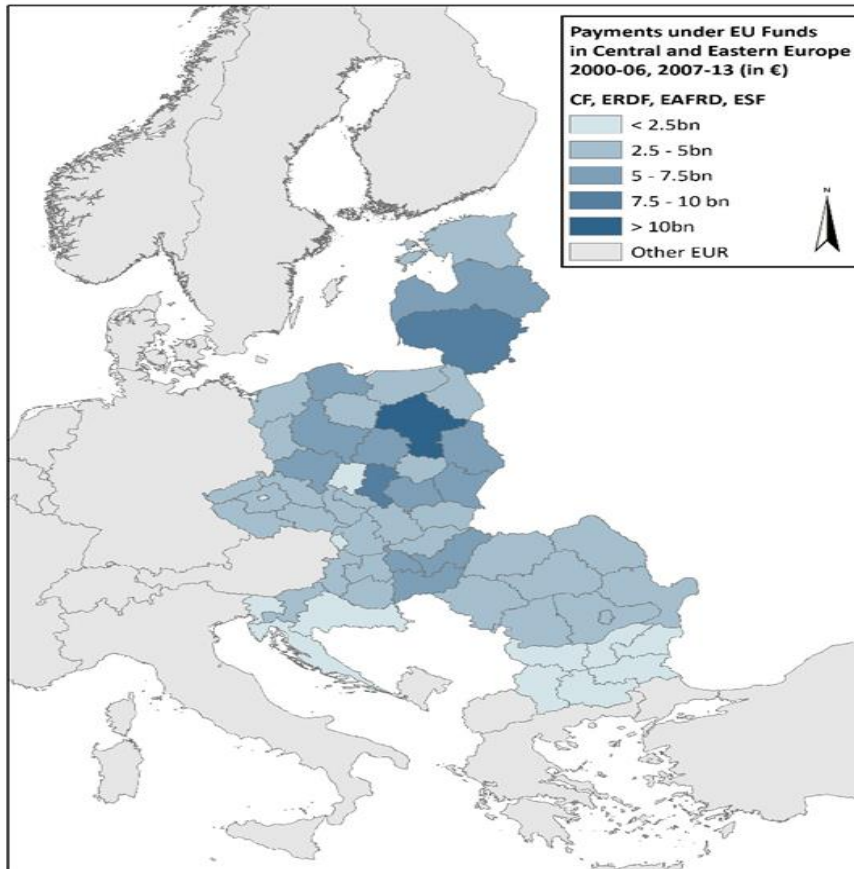 Payments under EU Funds
in Central and Eastern Europe
2000-06, 2007-13 (in €)
CF, ERDF, EAFRD, ESF
< 2.5bn
2.5 - 5bn
5 - 7.5bn
7.5 - 10 bn
> 10bn
Other EUR
N